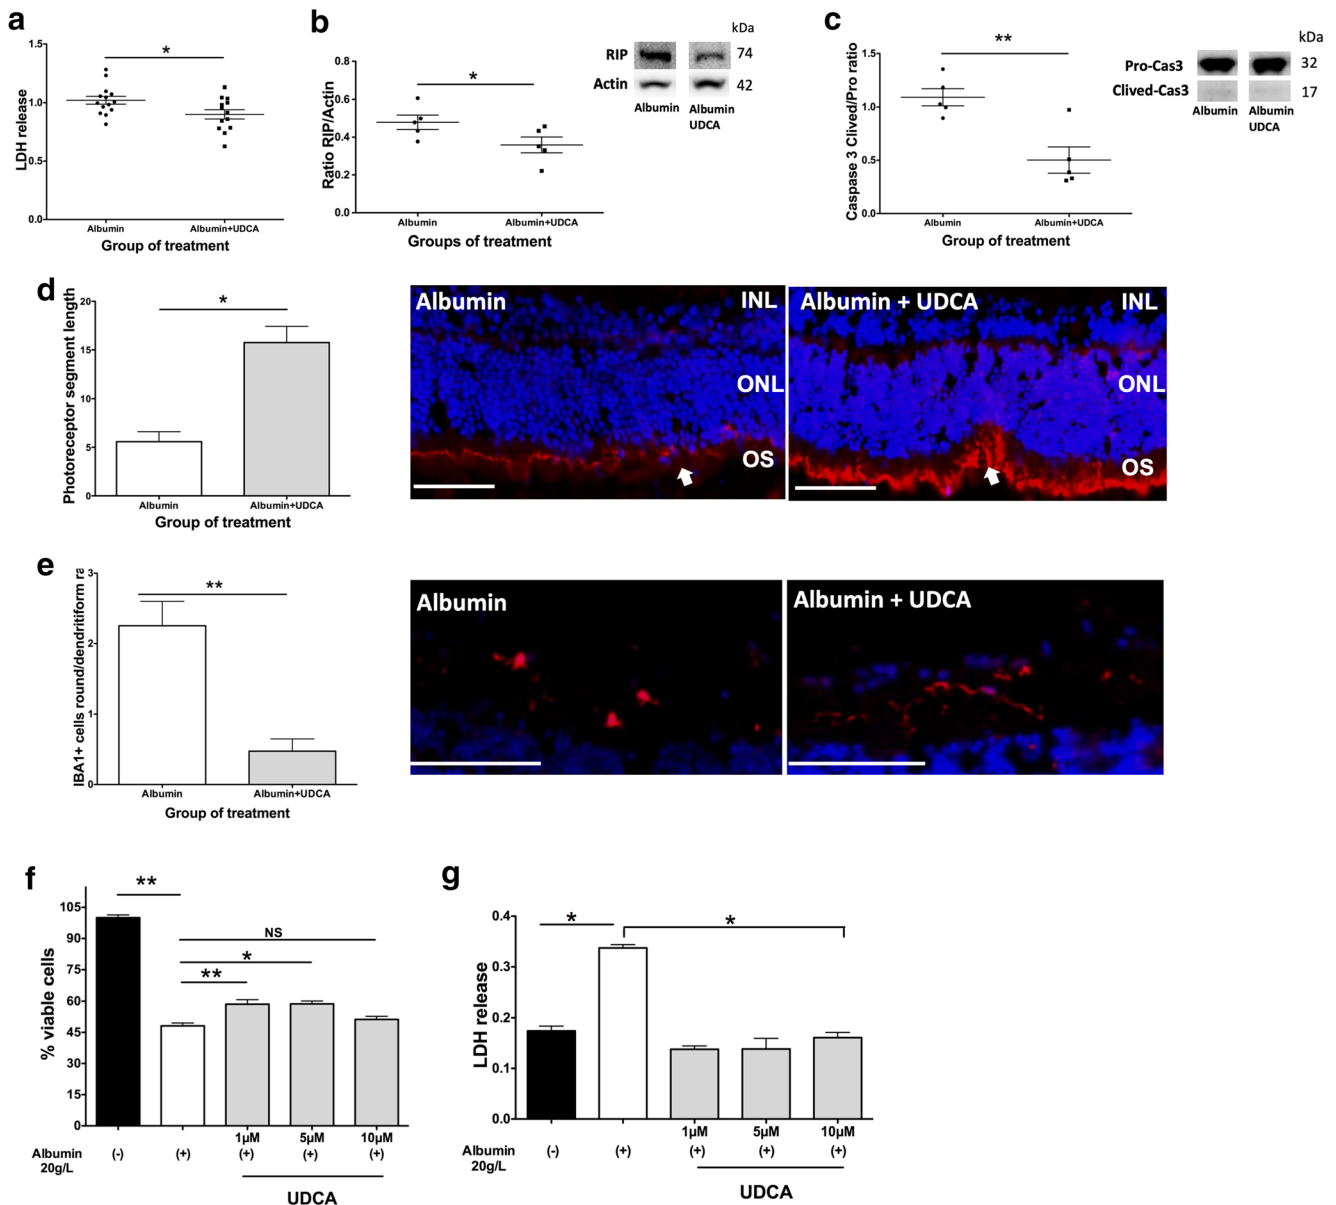 a
1.5
1.0
0.5
0.0
LDH release
*
Albumin Albumin+UDCA
Group of treatment
b
0.8
0.6
0.4
0.2
0.0
Ratio RIP/Actin
*
Albumin Albumin+UDCA
Groups of treatment
kDa
RIP 74
Actin 42
Albumin Albumin
UDCA
c
1.5
1.0
0.5
0.0
Caspase 3 Clived/Pro ratio
**
Albumin Albumin+UDCA
Group of treatment
kDa
Pro-Cas3 32
Clived-Cas3 17
Albumin Albumin
UDCA
d
20
15
10
5
0
Photoreceptor segment length
*
Albumin Albumin+UDCA
Group of treatment
Albumin INL
ONL
OS
Albumin + UDCA INL
ONL
OS
e
3
2
1
0
IBA1+ cells round/dendritiform ra
**
Albumin Albumin+UDCA
Group of treatment
Albumin
Albumin + UDCA
f
105
90
75
60
45
30
15
0
% viable cells
**
NS
*
**
1µM 5µM 10µM
Albumin (-) (+) (+) (+) (+)
20g/L
UDCA
g
0.4
0.3
0.2
0.1
0.0
LDH release
* *
1µM 5µM 10µM
Albumin (-) (+) (+) (+) (+)
20g/L
UDCA